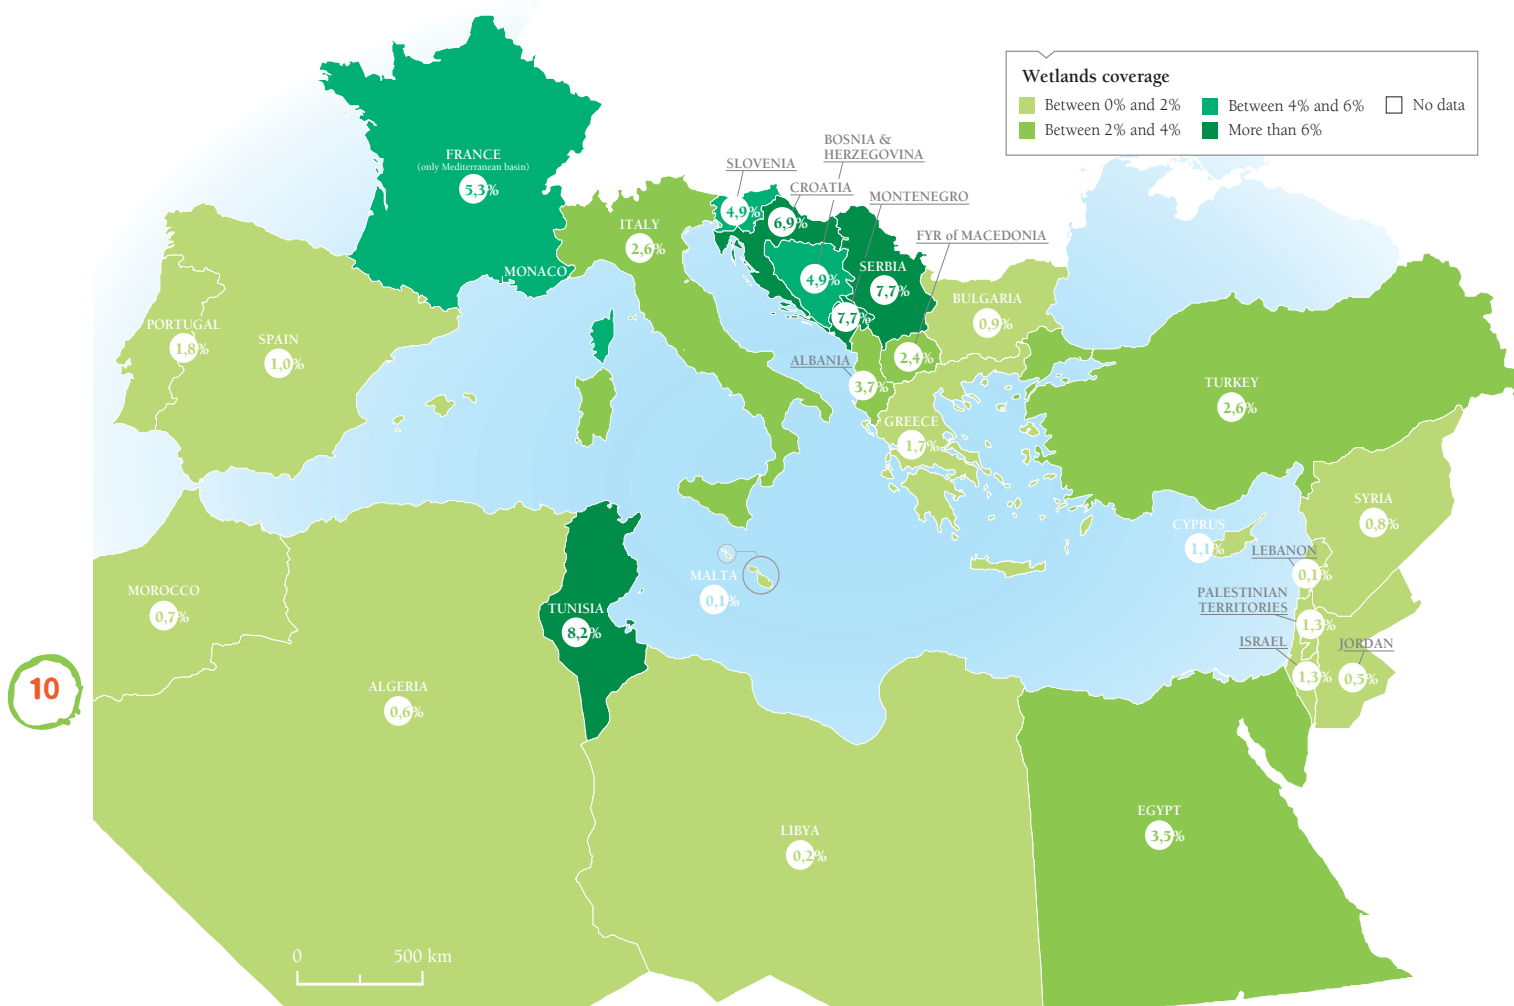 Wetlands coverage
Between 0% and 2%
Between 4% and 6%
No data
Between 2% and 4%
More than 6%
FRANCE
(only Mediterranean basin)
5,3%
MONACO
BOSNIA &
HERZEGOVINA
4,9%
SLOVENIA
4,9%
CROATIA
6,9%
MONTENEGRO
7,7%
FYR of MACEDONIA
2,4%
ITALY
2,6%
SERBIA
7,7%
BULGARIA
0,9%
PORTUGAL
1,8%
SPAIN
1,0%
ALBANIA
3,7%
GREECE
1,7%
TURKEY
2,6%
SYRIA
0,8%
CYPRUS
1,1%
LEBANON
0,1%
PALESTINIAN
TERRITORIES
1,3%
ISRAEL
1,3%
JORDAN
0,5%
MALTA
0,1%
MOROCCO
0,7%
TUNISIA
8,2%
ALGERIA
0,6%
LIBYA
0,2%
EGYPT
3,5%
10
0 500 km